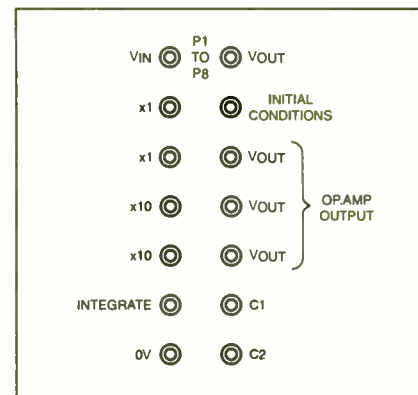 VIN P1 TO P8 VOUT
x1 INITIAL CONDITIONS
x1 VOUT
x10 VOUT OP.AMP OUTPUT
x10 VOUT
INTEGRATE C1
0V C2